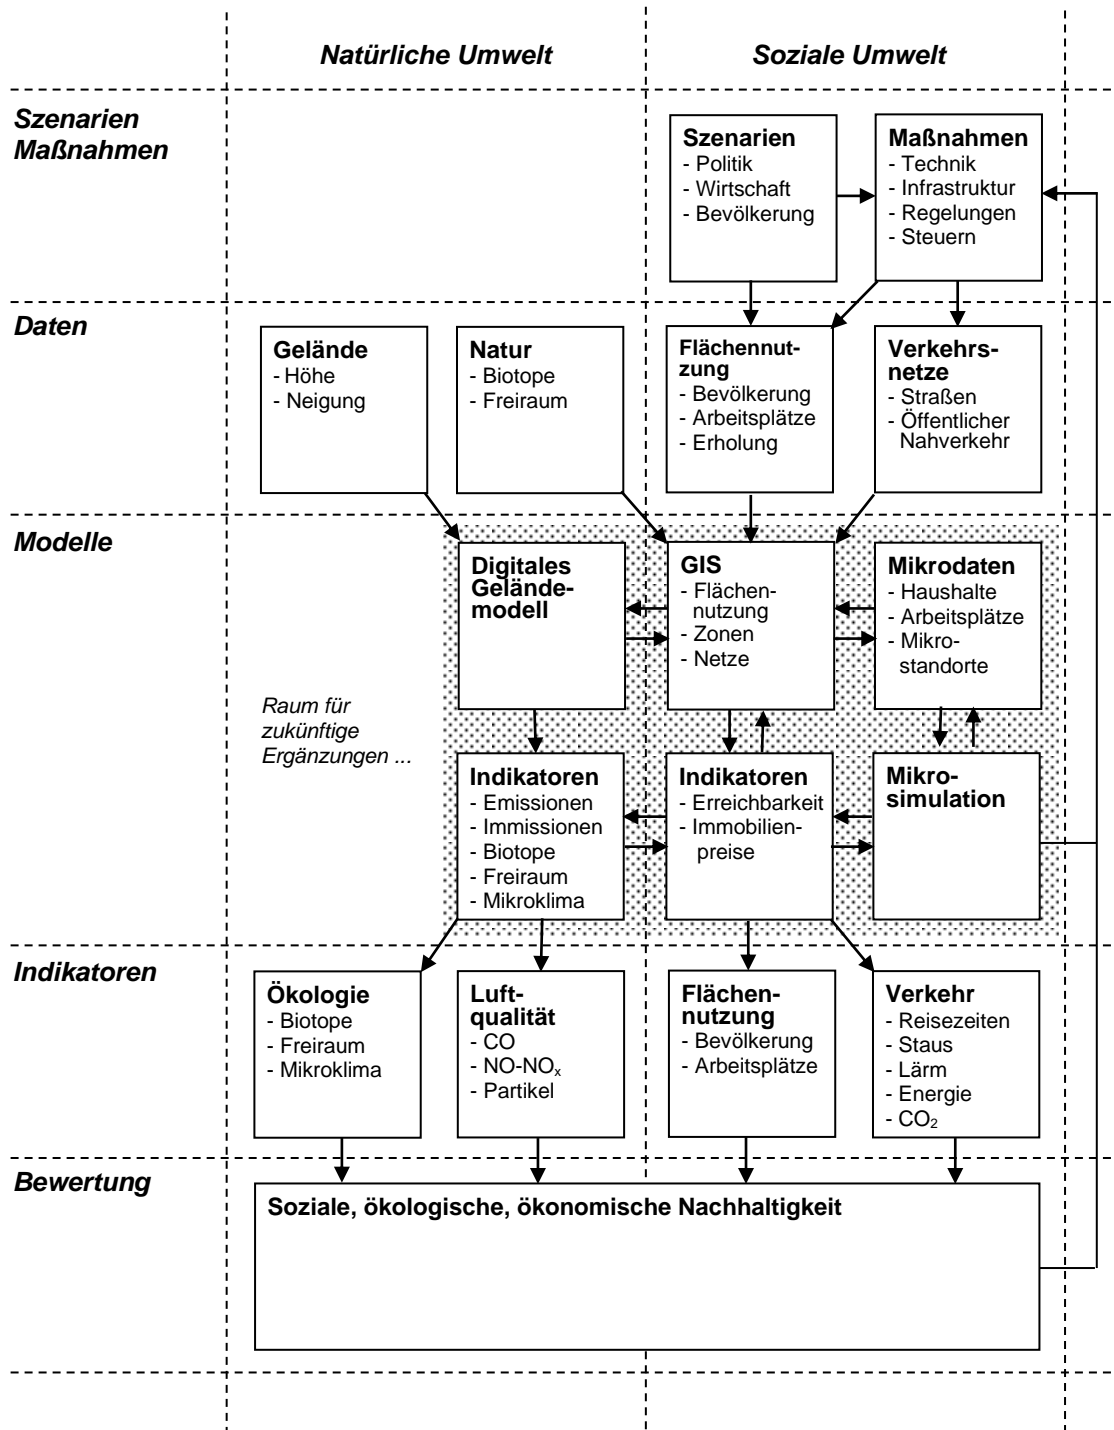 Natürliche Umwelt
Soziale Umwelt
Szenarien
Maßnahmen
Szenarien
- Politik
- Wirtschaft
- Bevölkerung
Maßnahmen
- Technik
- Infrastruktur
- Regelungen
- Steuern
Daten
Gelände
- Höhe
- Neigung
Natur
- Biotope
- Freiraum
Flächennut-
zung
- Bevölkerung
- Arbeitsplätze
- Erholung
Verkehrs-
netze
- Straßen
- Öffentlicher
Nahverkehr
Modelle
Raum für
zukünftige
Ergänzungen ...
Digitales
Gelände-
modell
GIS
- Flächen-
nutzung
- Zonen
- Netze
Mikrodaten
- Haushalte
- Arbeitsplätze
- Mikro-
standorte
Indikatoren
- Emissionen
- Immissionen
- Biotope
- Freiraum
- Mikroklima
Indikatoren
- Erreichbarkeit
- Immobilien-
preise
Mikro-
simulation
Indikatoren
Ökologie
- Biotope
- Freiraum
- Mikroklima
Luft-
qualität
- CO
- NO-NOₓ
- Partikel
Flächen-
nutzung
- Bevölkerung
- Arbeitsplätze
Verkehr
- Reisezeiten
- Staus
- Lärm
- Energie
- CO₂
Bewertung
Soziale, ökologische, ökonomische Nachhaltigkeit